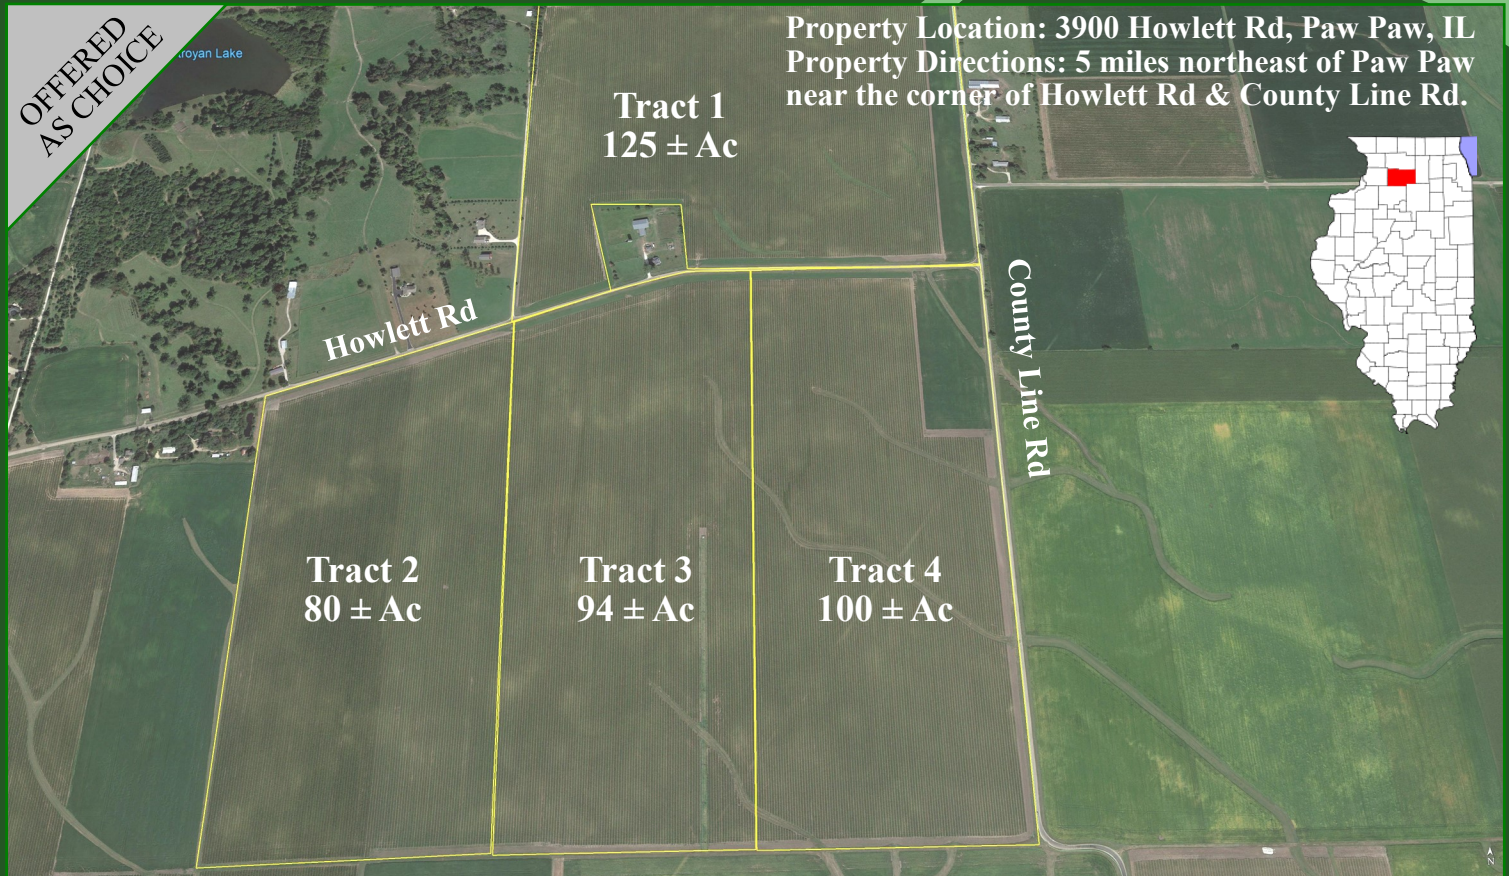 OFFERED
AS CHOICE
Lake
Property Location: 3900 Howlett Rd, Paw Paw, IL
Property Directions: 5 miles northeast of Paw Paw
near the corner of Howlett Rd & County Line Rd.
Tract 1
125 ± Ac
Howlett Rd
County Line Rd
Tract 2
80 ± Ac
Tract 3
94 ± Ac
Tract 4
100 ± Ac
N